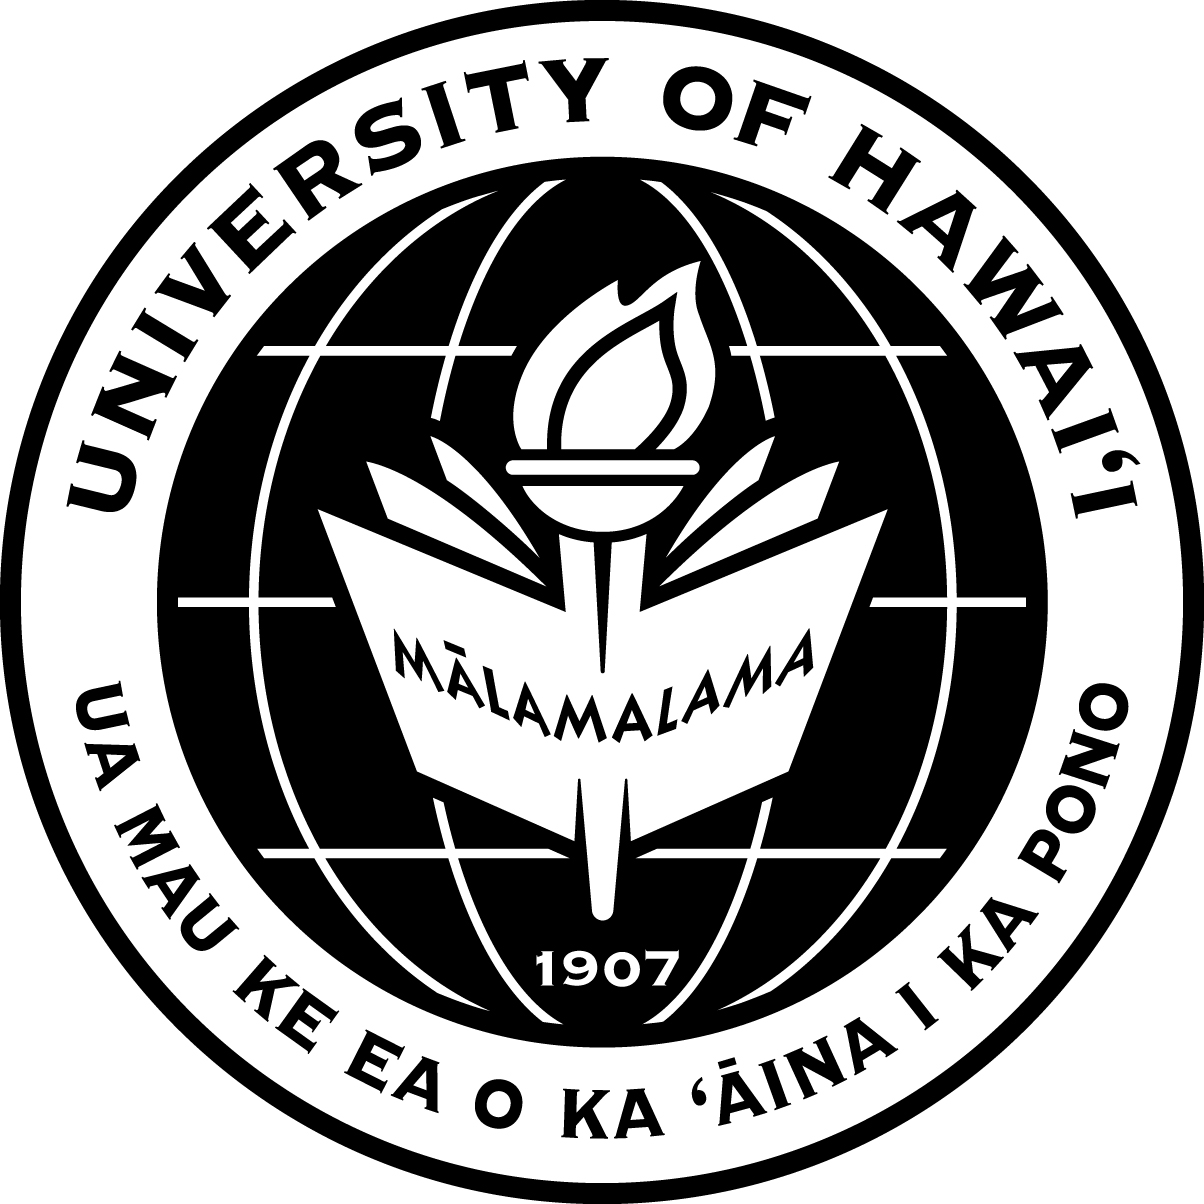 UNIVERSITY OF HAWAIʻI
MĀLAMALAMA
1907
UA MAU KE EA O KA ʻĀINA I KA PONO